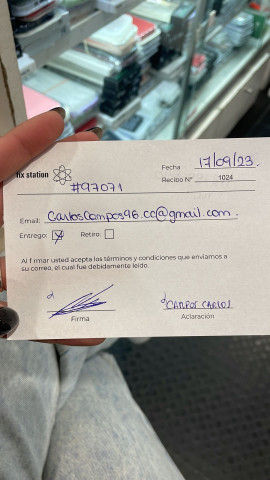 fix station
Fecha 17/09/23.
Recibo Nº 1024
#97071
Email: CarlosCampos96.cc@gmail.com.
Entrego: Retiro:
Al firmar usted acepta los términos y condiciones que enviamos a
su correo, el cual fue debidamente leído.
CAMPOS CARLOS
Firma Aclaración